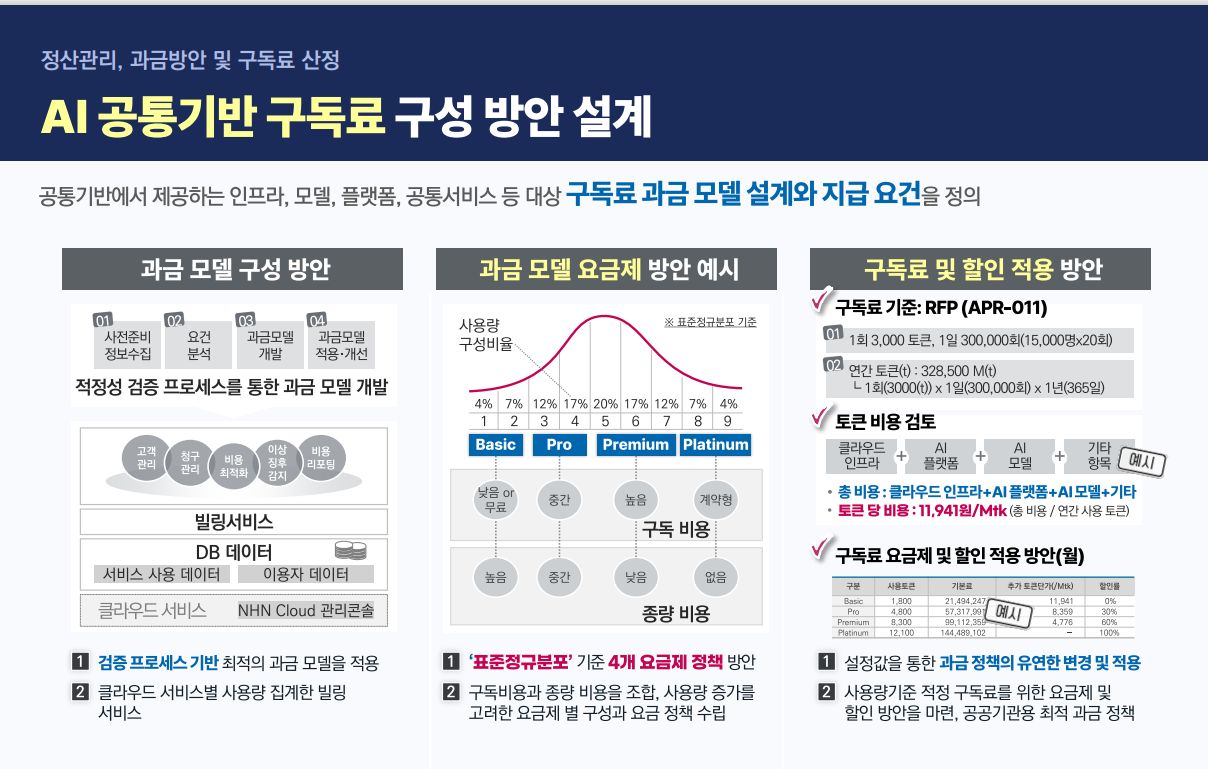 정산관리, 과금방안 및 구독료 산정
AI 공통기반 구독료 구성 방안 설계
공통기반에서 제공하는 인프라, 모델, 플랫폼, 공통서비스 등 대상 구독료 과금 모델 설계와 지급 요건을 정의
과금 모델 구성 방안
01 02 03 04
사전준비 요건 과금모델 과금모델
정보수집 분석 개발 적용·개선
적정성 검증 프로세스를 통한 과금 모델 개발
고객
관리
청구
관리
비용
최적화
이상
징후
감지
비용
리포팅
빌링서비스
DB 데이터
서비스 사용 데이터 이용자 데이터
클라우드 서비스 NHN Cloud 관리콘솔
1 검증 프로세스 기반 최적의 과금 모델을 적용
2 클라우드 서비스별 사용량 집계한 빌링
서비스
과금 모델 요금제 방안 예시
사용량
구성비율
※ 표준정규분포 기준
4% 7% 12% 17% 20% 17% 12% 7% 4%
1 2 3 4 5 6 7 8 9
Basic Pro Premium Platinum
낮음 or
무료
중간 높음 계약형
구독 비용
높음 중간 낮음 없음
종량 비용
1 ‘표준정규분포’ 기준 4개 요금제 정책 방안
2 구독비용과 종량 비용을 조합, 사용량 증가를
고려한 요금제 별 구성과 요금 정책 수립
구독료 및 할인 적용 방안
구독료 기준: RFP (APR-011)
01 1회 3,000 토큰, 1일 300,000회(15,000명x20회)
02 연간 토큰(t) : 328,500 M(t)
└ 1회(3000(t)) x 1일(300,000회) x 1년(365일)
토큰 비용 검토
클라우드
인프라
+
AI
플랫폼
+
AI
모델
+
기타
항목
예시
• 총 비용 : 클라우드 인프라+AI 플랫폼+AI 모델+기타
• 토큰 당 비용 : 11,941원/Mtk (총 비용 / 연간 사용 토큰)
구독료 요금제 및 할인 적용 방안(월)
구분 사용토큰 기본료 추가 토큰단가(/Mtk) 할인률
Basic 1,800 21,494,247 11,941 0%
Pro 4,800 57,317,991 8,359 30%
Premium 8,300 99,112,359 4,776 60%
Platinum 12,100 144,489,102 – 100%
예시
1 설정값을 통한 과금 정책의 유연한 변경 및 적용
2 사용량기준 적정 구독료를 위한 요금제 및
할인 방안을 마련, 공공기관용 최적 과금 정책